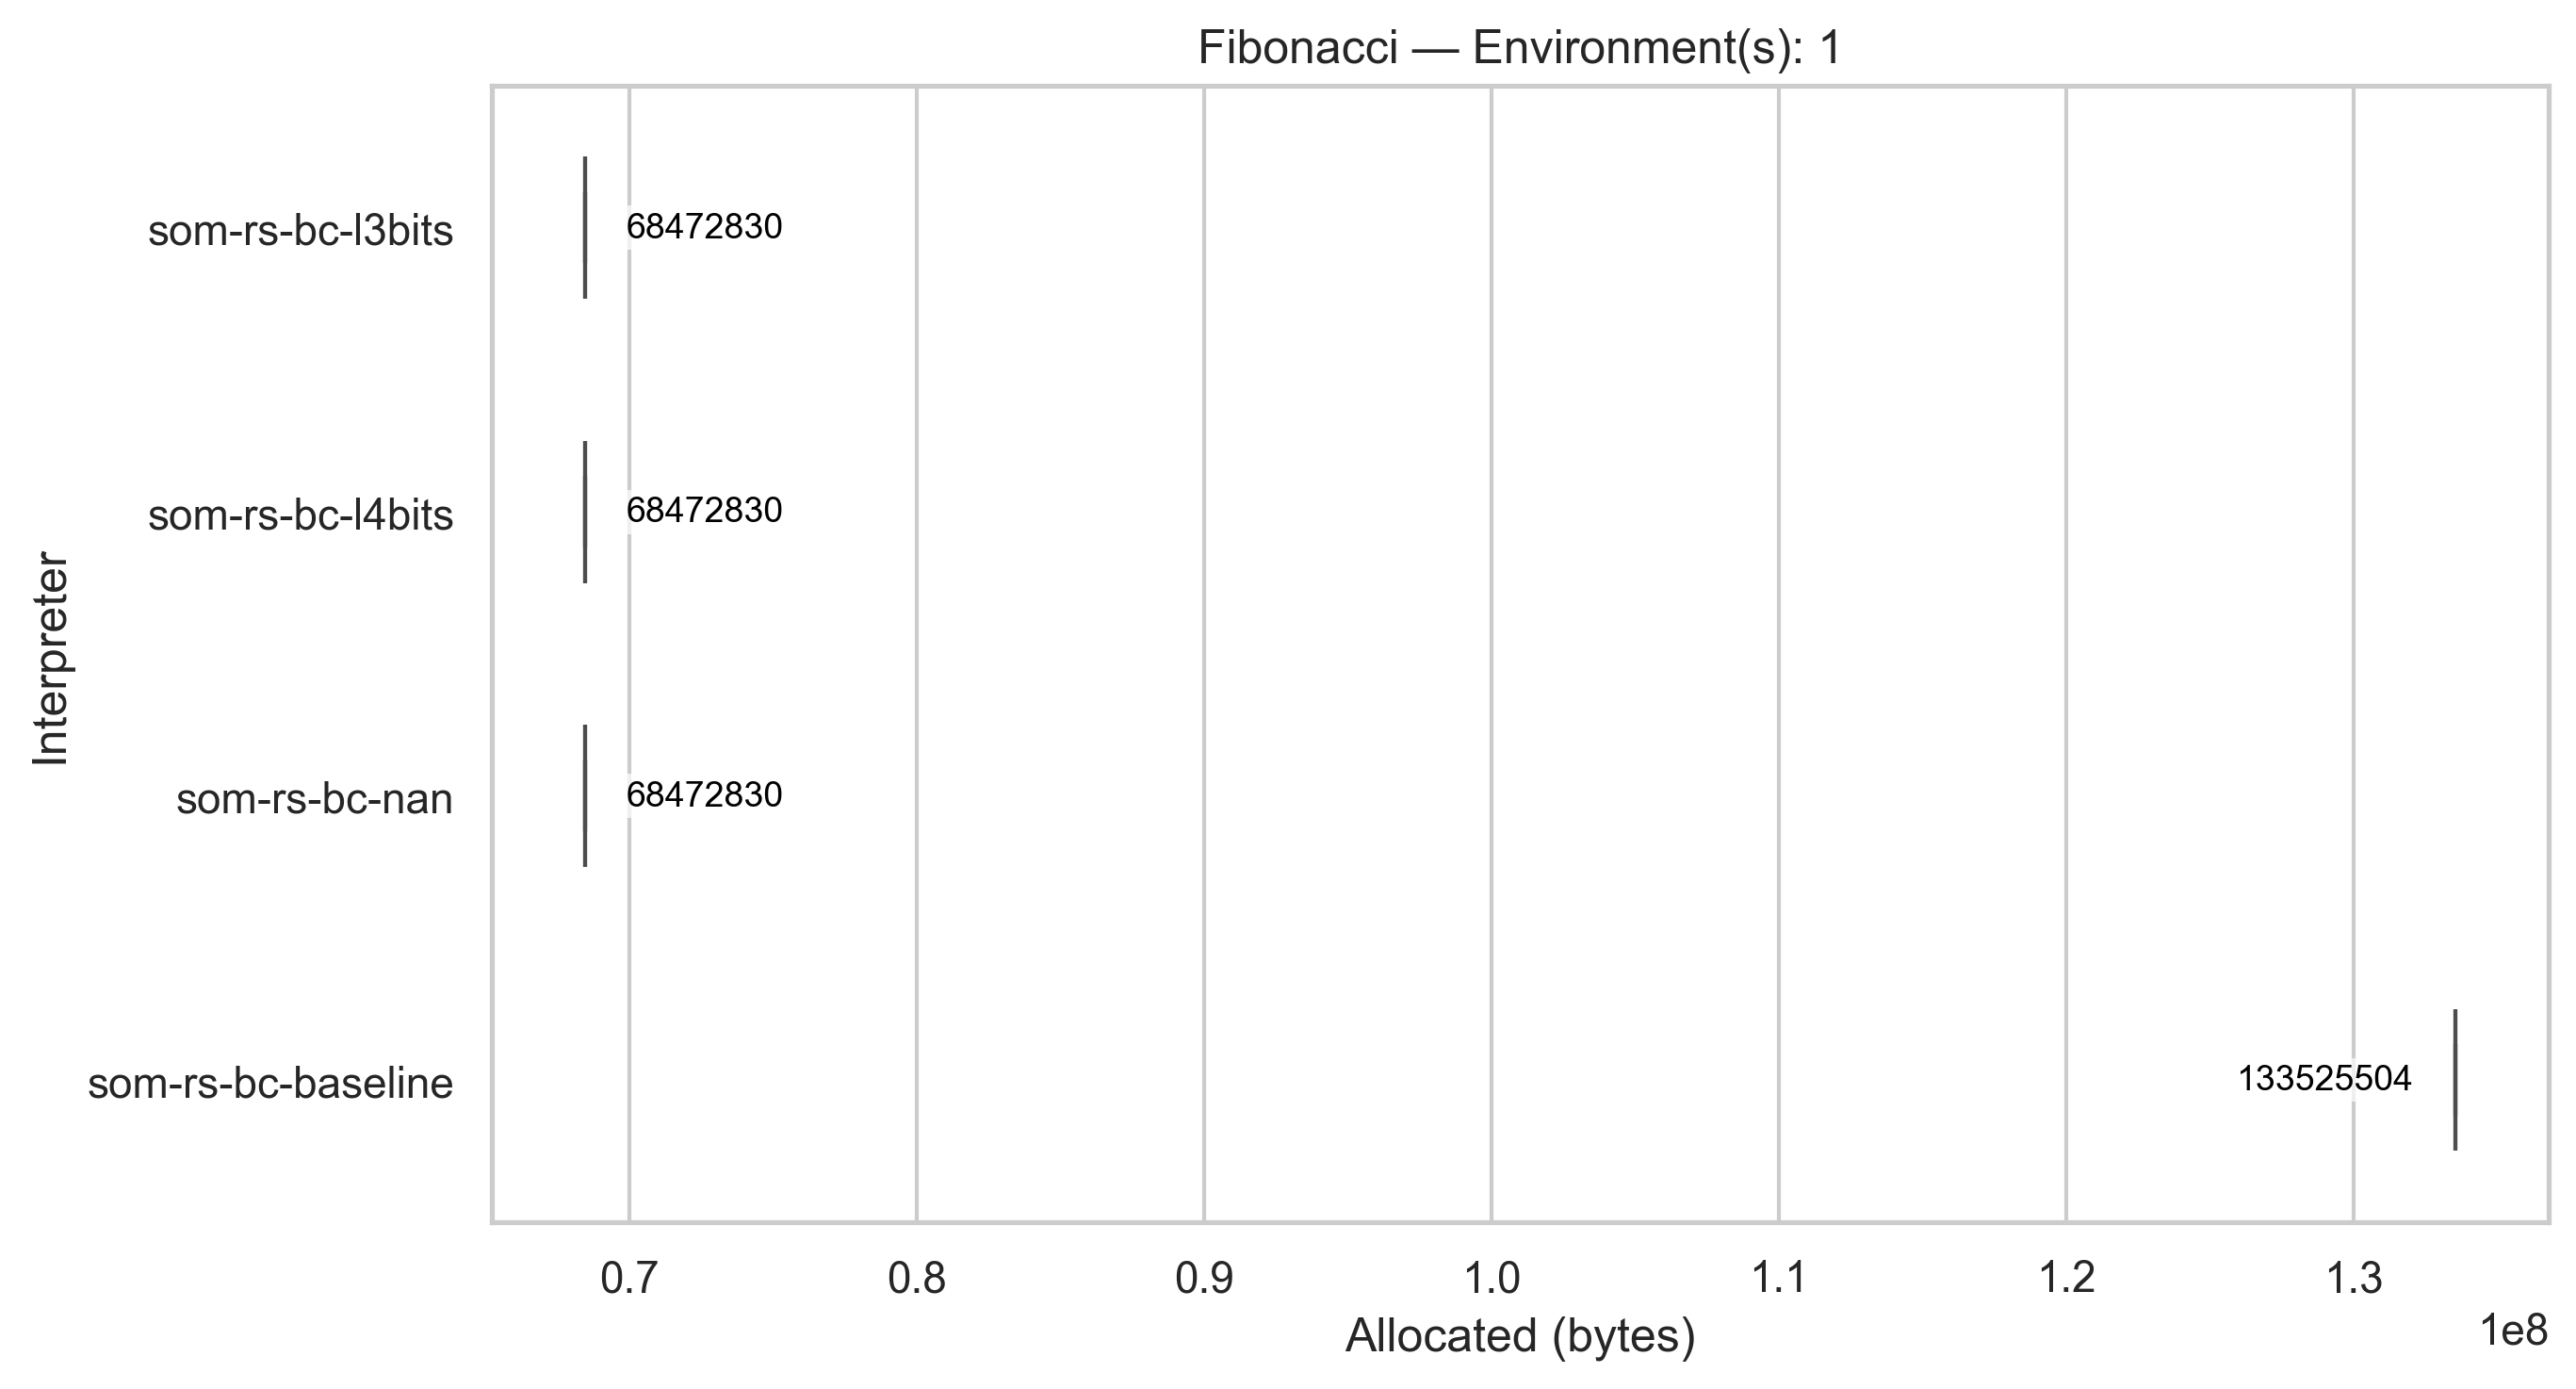 Fibonacci — Environment(s): 1
Interpreter
som-rs-bc-l3bits
68472830
som-rs-bc-l4bits
68472830
som-rs-bc-nan
68472830
som-rs-bc-baseline
133525504
0.7 0.8 0.9 1.0 1.1 1.2 1.3
1e8
Allocated (bytes)